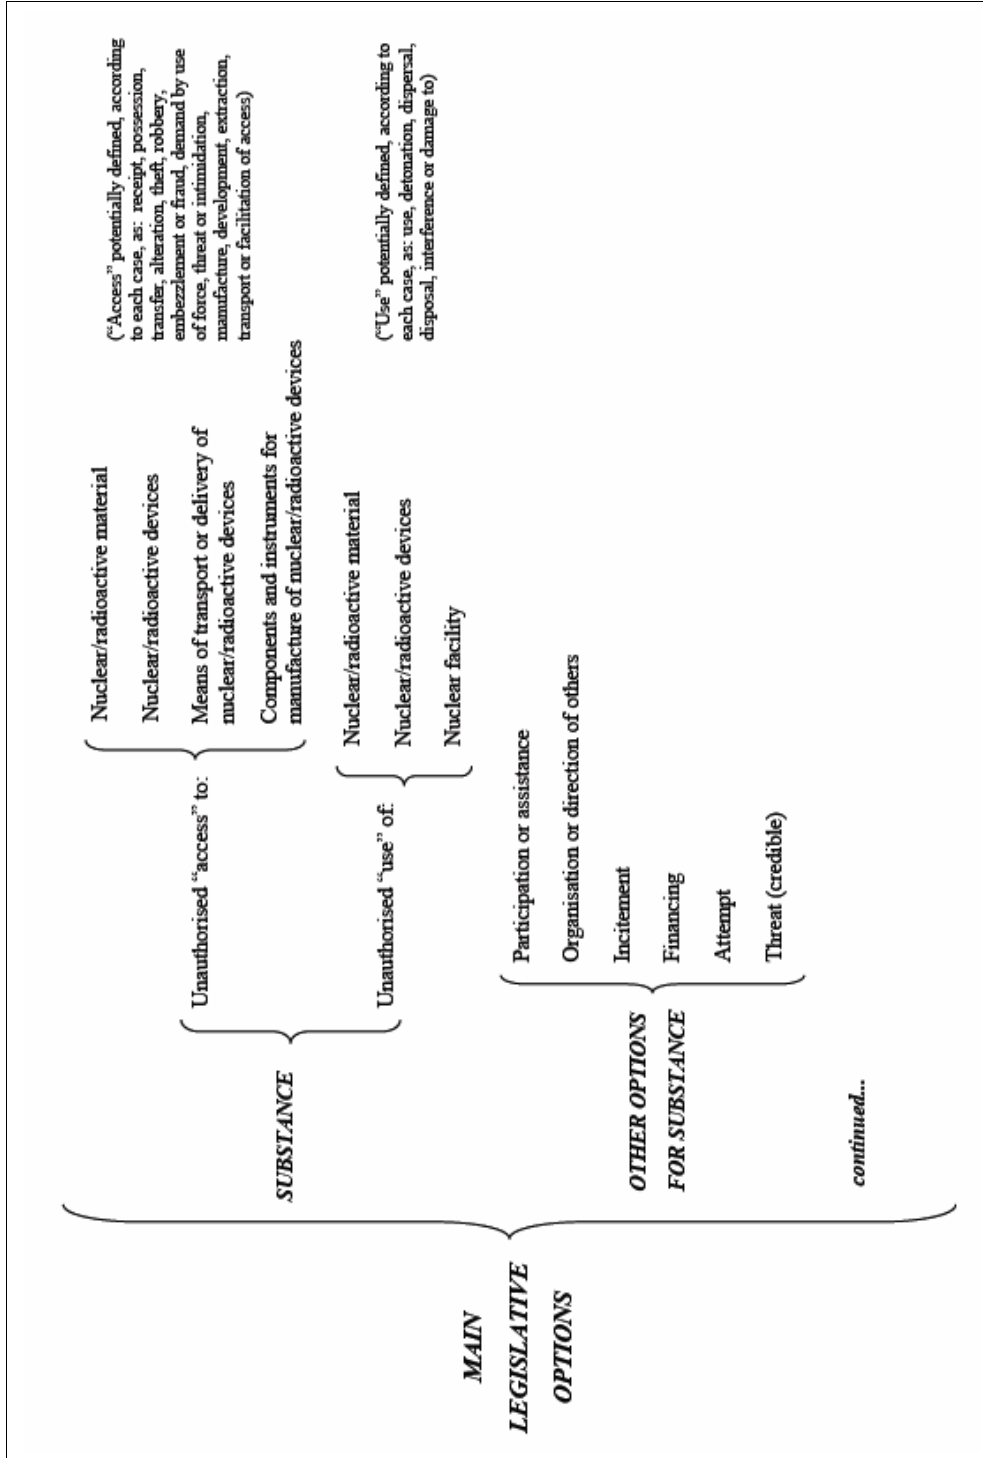 MAIN
LEGISLATIVE
OPTIONS
SUBSTANCE
Unauthorised “access” to:
Nuclear/radioactive material
Nuclear/radioactive devices
Means of transport or delivery of
nuclear/radioactive devices
Components and instruments for
manufacture of nuclear/radioactive devices
(“Access” potentially defined, according
to each case, as: receipt, possession,
transfer, alteration, theft, robbery,
embezzlement or fraud, demand by use
of force, threat or intimidation,
manufacture, development, extraction,
transport or facilitation of access)
Unauthorised “use” of:
Nuclear/radioactive material
Nuclear/radioactive devices
Nuclear facility
(“Use” potentially defined, according to
each case, as: use, detonation, dispersal,
disposal, interference or damage to)
OTHER OPTIONS
FOR SUBSTANCE
Participation or assistance
Organisation or direction of others
Incitement
Financing
Attempt
Threat (credible)
continued...